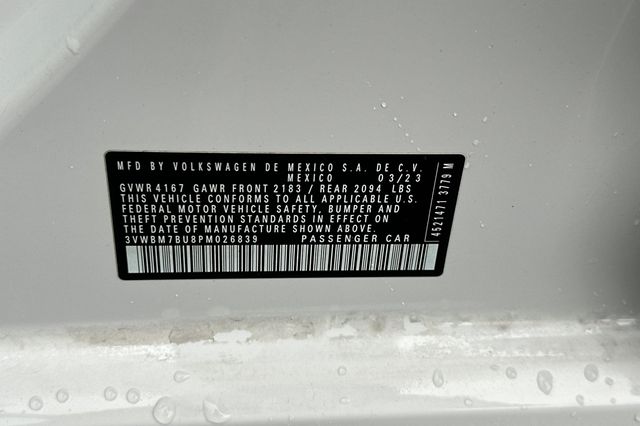 MFD BY VOLKSWAGEN DE MEXICO S.A. DE C.V.
MEXICO 03/23
GVWR 4167 GAWR FRONT 2183 / REAR 2094 LBS
THIS VEHICLE CONFORMS TO ALL APPLICABLE U.S.
FEDERAL MOTOR VEHICLE SAFETY, BUMPER AND
THEFT PREVENTION STANDARDS IN EFFECT ON
THE DATE OF MANUFACTURE SHOWN ABOVE.
3VWBM7BU8PM026839 PASSENGER CAR
4521471 3779 M